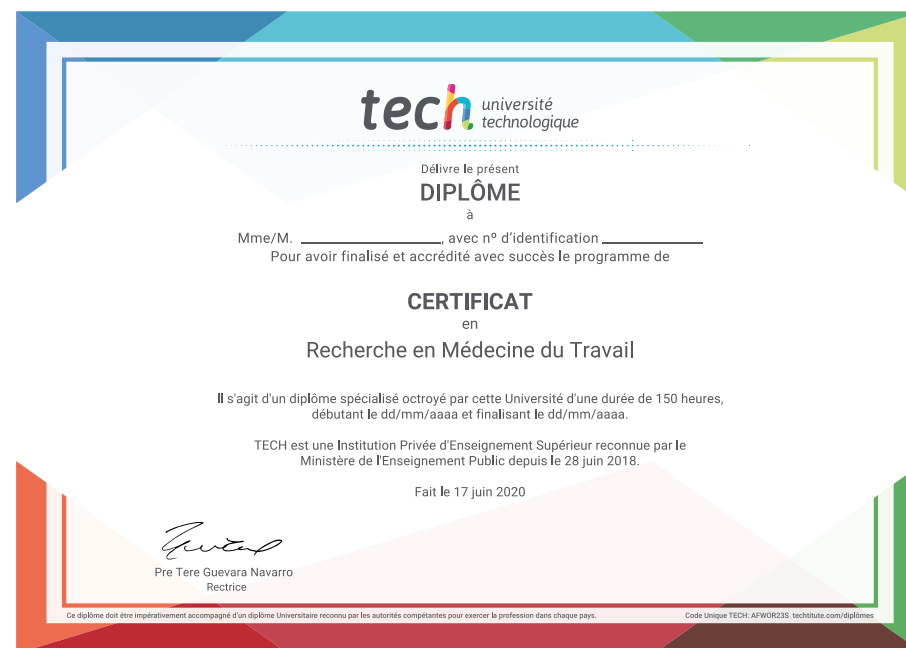 tech université
technologique
Délivre le présent
DIPLÔME
à
Mme/M. ____________________, avec nº d'identification ______________
Pour avoir finalisé et accrédité avec succès le programme de
CERTIFICAT
en
Recherche en Médecine du Travail
Il s'agit d'un diplôme spécialisé octroyé par cette Université d'une durée de 150 heures,
débutant le dd/mm/aaaa et finalisant le dd/mm/aaaa.
TECH est une Institution Privée d'Enseignement Supérieur reconnue par le
Ministère de l'Enseignement Public depuis le 28 juin 2018.
Fait le 17 juin 2020
Pre Tere Guevara Navarro
Rectrice
Ce diplôme doit être impérativement accompagné d'un diplôme Universitaire reconnu par les autorités compétantes pour exercer la profession dans chaque pays.
Code Unique TECH: AFWOR23S techtitute.com/diplômes